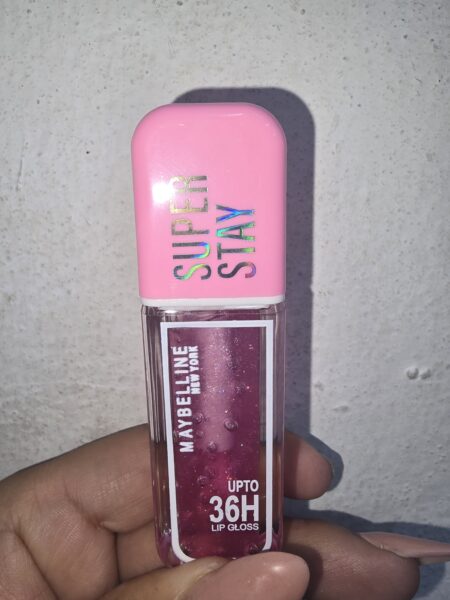 SUPER
STAY
MAYBELLINE
NEW YORK
UPTO
36H
LIP GLOSS